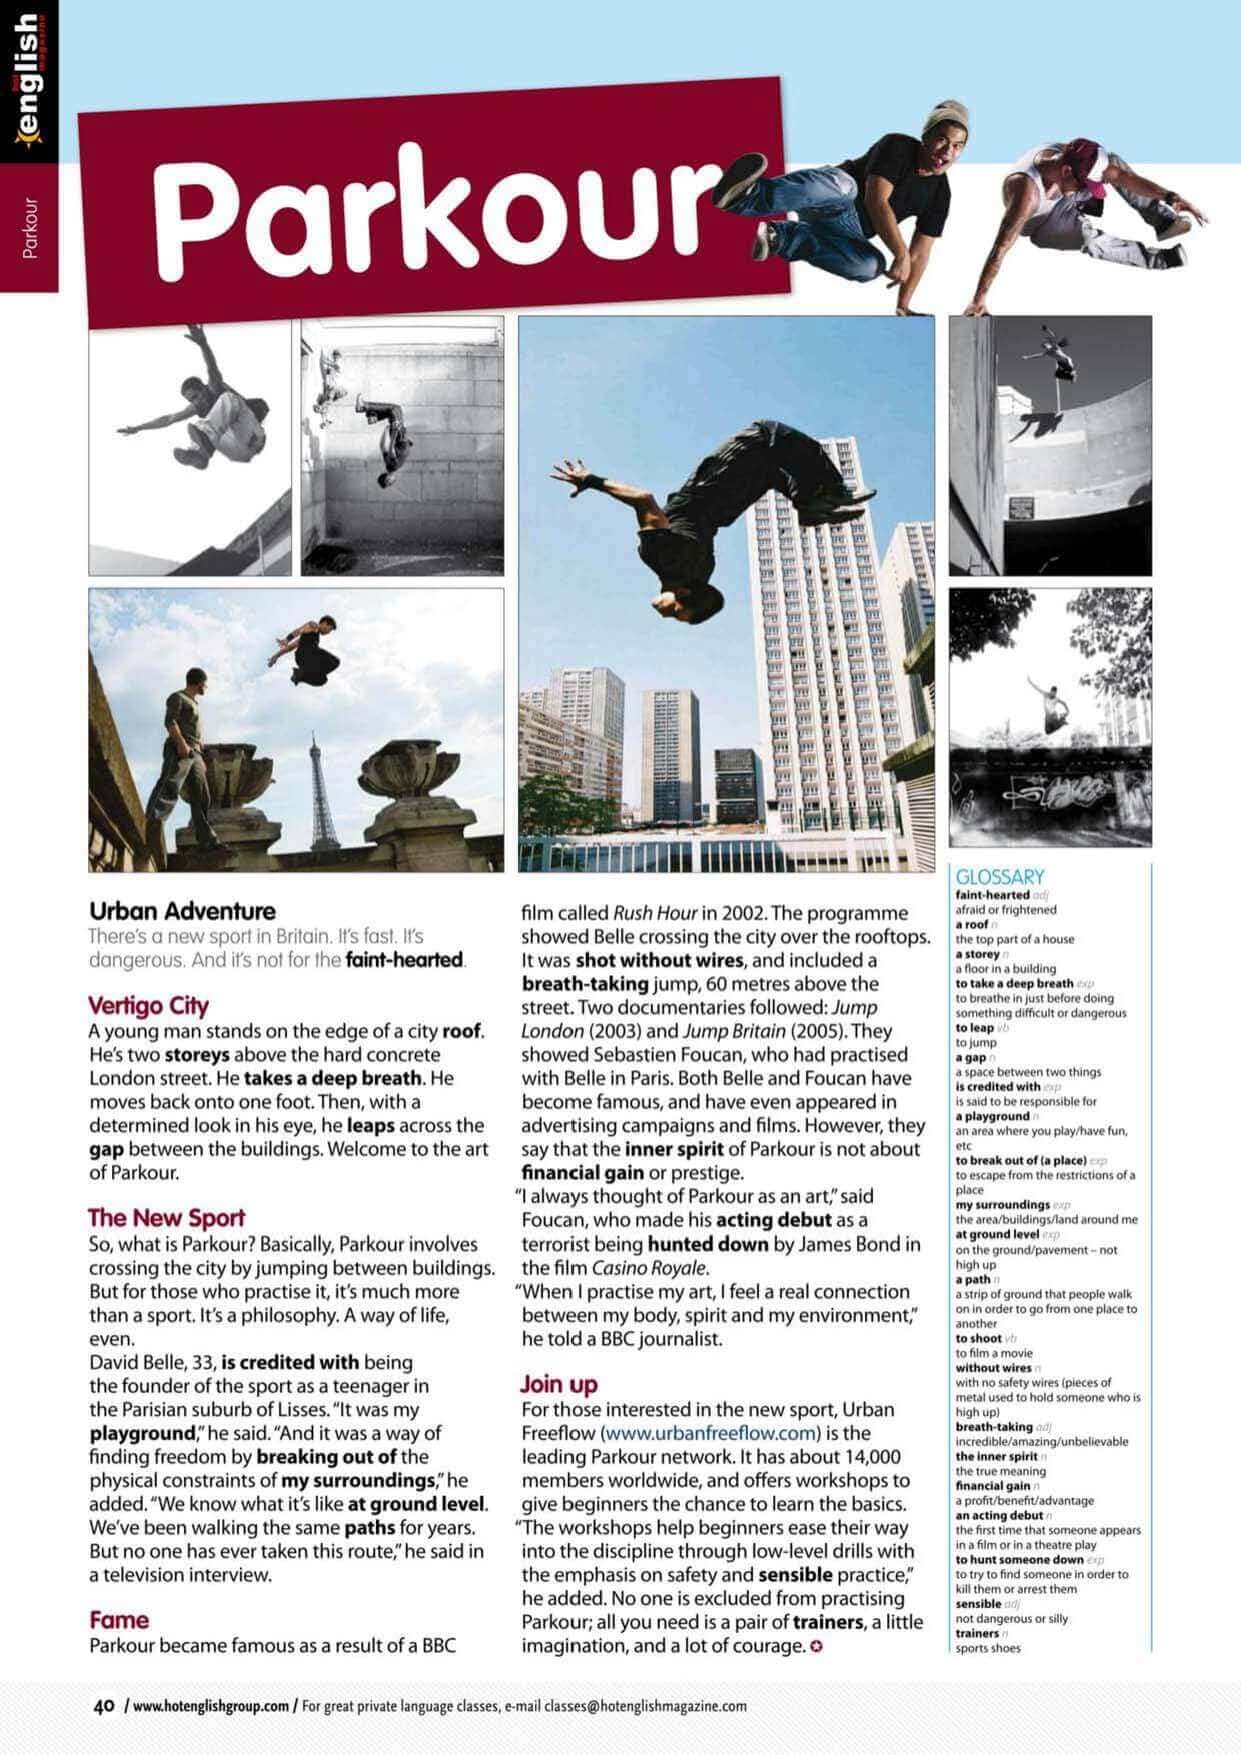 hot
english
magazine
Parkour
Parkour
Urban Adventure
There's a new sport in Britain. It's fast. It's
dangerous. And it's not for the faint-hearted.
Vertigo City
A young man stands on the edge of a city roof.
He's two storeys above the hard concrete
London street. He takes a deep breath. He
moves back onto one foot. Then, with a
determined look in his eye, he leaps across the
gap between the buildings. Welcome to the art
of Parkour.
The New Sport
So, what is Parkour? Basically, Parkour involves
crossing the city by jumping between buildings.
But for those who practise it, it's much more
than a sport. It's a philosophy. A way of life,
even.
David Belle, 33, is credited with being
the founder of the sport as a teenager in
the Parisian suburb of Lisses. "It was my
playground," he said. "And it was a way of
finding freedom by breaking out of the
physical constraints of my surroundings," he
added. "We know what it's like at ground level.
We've been walking the same paths for years.
But no one has ever taken this route," he said in
a television interview.
Fame
Parkour became famous as a result of a BBC
film called Rush Hour in 2002. The programme
showed Belle crossing the city over the rooftops.
It was shot without wires, and included a
breath-taking jump, 60 metres above the
street. Two documentaries followed: Jump
London (2003) and Jump Britain (2005). They
showed Sebastien Foucan, who had practised
with Belle in Paris. Both Belle and Foucan have
become famous, and have even appeared in
advertising campaigns and films. However, they
say that the inner spirit of Parkour is not about
financial gain or prestige.
"I always thought of Parkour as an art," said
Foucan, who made his acting debut as a
terrorist being hunted down by James Bond in
the film Casino Royale.
"When I practise my art, I feel a real connection
between my body, spirit and my environment,"
he told a BBC journalist.
Join up
For those interested in the new sport, Urban
Freeflow (www.urbanfreeflow.com) is the
leading Parkour network. It has about 14,000
members worldwide, and offers workshops to
give beginners the chance to learn the basics.
"The workshops help beginners ease their way
into the discipline through low-level drills with
the emphasis on safety and sensible practice,"
he added. No one is excluded from practising
Parkour; all you need is a pair of trainers, a little
imagination, and a lot of courage.
GLOSSARY
faint-hearted adj
afraid or frightened
a roof n
the top part of a house
a storey n
a floor in a building
to take a deep breath exp
to breathe in just before doing
something difficult or dangerous
to leap vb
to jump
a gap n
a space between two things
is credited with exp
is said to be responsible for
a playground n
an area where you play/have fun,
etc
to break out of (a place) exp
to escape from the restrictions of a
place
my surroundings exp
the area/buildings/land around me
at ground level exp
on the ground/pavement – not
high up
a path n
a strip of ground that people walk
on in order to go from one place to
another
to shoot vb
to film a movie
without wires n
with no safety wires (pieces of
metal used to hold someone who is
high up)
breath-taking adj
incredible/amazing/unbelievable
the inner spirit n
the true meaning
financial gain n
a profit/benefit/advantage
an acting debut n
the first time that someone appears
in a film or in a theatre play
to hunt someone down exp
to try to find someone in order to
kill them or arrest them
sensible adj
not dangerous or silly
trainers n
sports shoes
40 / www.hotenglishgroup.com / For great private language classes, e-mail classes@hotenglishmagazine.com